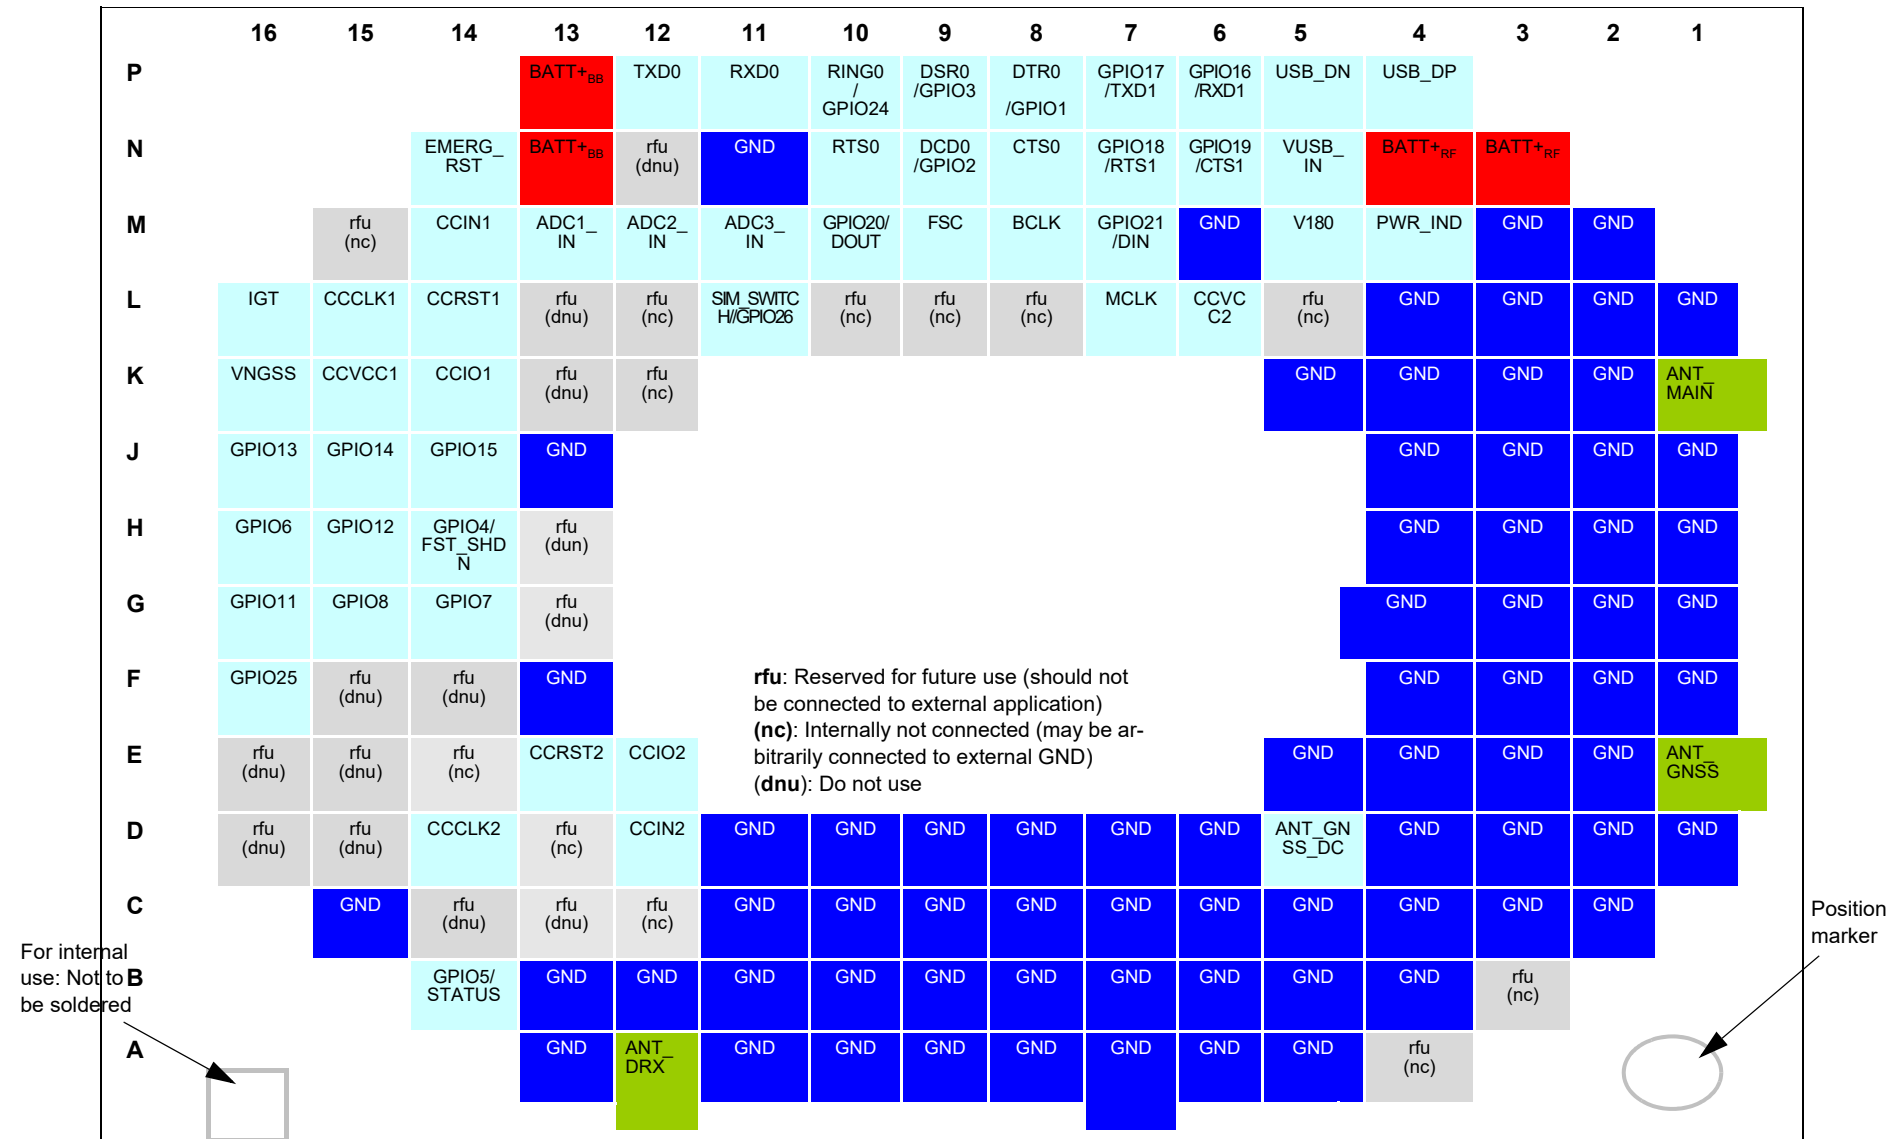 16 15 14 13 12 11 10 9 8 7 6 5 4 3 2 1
P BATT+BB TXD0 RXD0 RING0 / GPIO24 DSR0 /GPIO3 DTR0 /GPIO1 GPIO17 /TXD1 GPIO16 /RXD1 USB_DN USB_DP
N EMERG_ RST BATT+BB rfu (dnu) GND RTS0 DCD0 /GPIO2 CTS0 GPIO18 /RTS1 GPIO19 /CTS1 VUSB_ IN BATT+RF BATT+RF
M rfu (nc) CCIN1 ADC1_ IN ADC2_ IN ADC3_ IN GPIO20/ DOUT FSC BCLK GPIO21 /DIN GND V180 PWR_IND GND GND
L IGT CCCLK1 CCRST1 rfu (dnu) rfu (nc) SIM_SWITC H//GPIO26 rfu (nc) rfu (nc) rfu (nc) MCLK CCVC C2 rfu (nc) GND GND GND GND
K VNGSS CCVCC1 CCIO1 rfu (dnu) rfu (nc) GND GND GND GND ANT_ MAIN
J GPIO13 GPIO14 GPIO15 GND GND GND GND GND
H GPIO6 GPIO12 GPIO4/ FST_SHD N rfu (dun) GND GND GND GND
G GPIO11 GPIO8 GPIO7 rfu (dnu) GND GND GND GND
F GPIO25 rfu (dnu) rfu (dnu) GND GND GND GND GND
rfu: Reserved for future use (should not
be connected to external application)
(nc): Internally not connected (may be ar-
bitrarily connected to external GND)
(dnu): Do not use
E rfu (dnu) rfu (dnu) rfu (nc) CCRST2 CCIO2 GND GND GND GND ANT_ GNSS
D rfu (dnu) rfu (dnu) CCCLK2 rfu (nc) CCIN2 GND GND GND GND GND GND ANT_GN SS_DC GND GND GND GND
C GND rfu (dnu) rfu (dnu) rfu (nc) GND GND GND GND GND GND GND GND GND GND
B GPIO5/ STATUS GND GND GND GND GND GND GND GND GND GND rfu (nc)
A GND ANT_ DRX GND GND GND GND GND GND GND rfu (nc)
For internal
use: Not to
be soldered
Position
marker